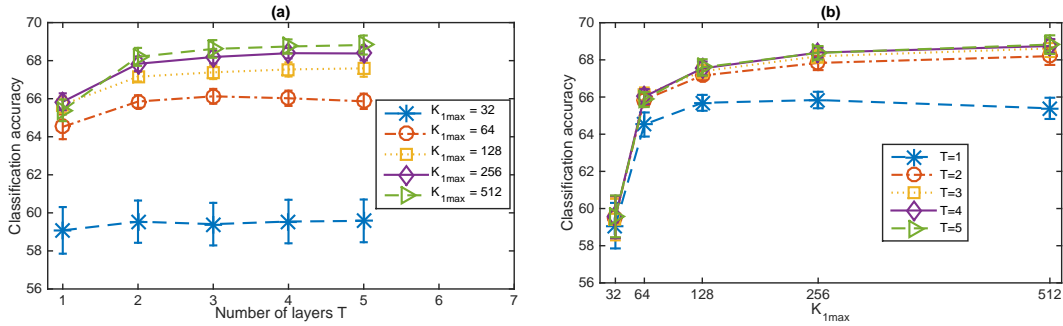 (a)
Classification accuracy
70
68
66
64
62
60
58
56
1 2 3 4 5 6 7
Number of layers T
K1max = 32
K1max = 64
K1max = 128
K1max = 256
K1max = 512
(b)
Classification accuracy
70
68
66
64
62
60
58
56
32 64 128 256 512
K1max
T=1
T=2
T=3
T=4
T=5